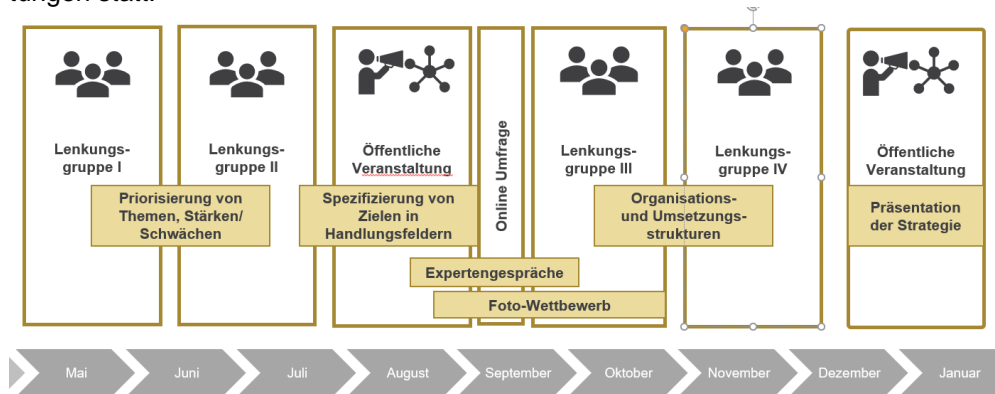 tungen statt.
Lenkungs-
gruppe I
Lenkungs-
gruppe II
Öffentliche
Veranstaltung
Online Umfrage
Lenkungs-
gruppe III
Lenkungs-
gruppe IV
Öffentliche
Veranstaltung
Priorisierung von
Themen, Stärken/
Schwächen
Spezifizierung von
Zielen in
Handlungsfeldern
Organisations-
und Umsetzungs-
strukturen
Präsentation
der Strategie
Expertengespräche
Foto-Wettbewerb
Mai
Juni
Juli
August
September
Oktober
November
Dezember
Januar